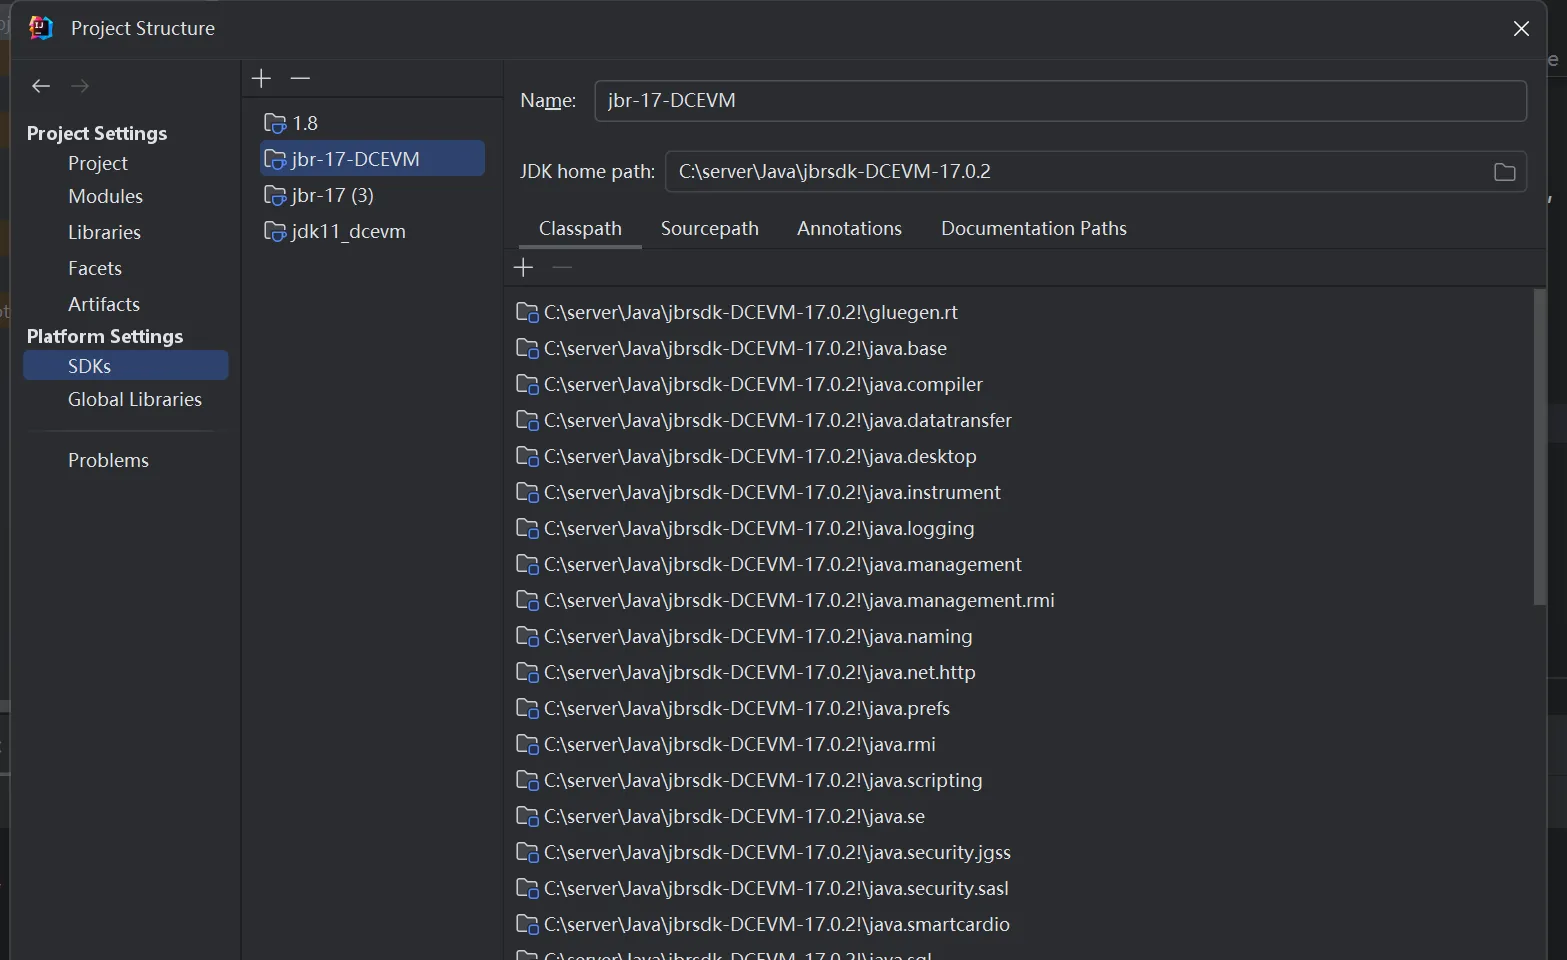 Project Structure
Project Settings
Project
Modules
Libraries
Facets
Artifacts
Platform Settings
SDKs
Global Libraries
Problems
1.8
jbr-17-DCEVM
jbr-17 (3)
jdk11_dcevm
Name: jbr-17-DCEVM
JDK home path: C:\server\Java\jbrsdk-DCEVM-17.0.2
Classpath Sourcepath Annotations Documentation Paths
C:\server\Java\jbrsdk-DCEVM-17.0.2!\gluegen.rt
C:\server\Java\jbrsdk-DCEVM-17.0.2!\java.base
C:\server\Java\jbrsdk-DCEVM-17.0.2!\java.compiler
C:\server\Java\jbrsdk-DCEVM-17.0.2!\java.datatransfer
C:\server\Java\jbrsdk-DCEVM-17.0.2!\java.desktop
C:\server\Java\jbrsdk-DCEVM-17.0.2!\java.instrument
C:\server\Java\jbrsdk-DCEVM-17.0.2!\java.logging
C:\server\Java\jbrsdk-DCEVM-17.0.2!\java.management
C:\server\Java\jbrsdk-DCEVM-17.0.2!\java.management.rmi
C:\server\Java\jbrsdk-DCEVM-17.0.2!\java.naming
C:\server\Java\jbrsdk-DCEVM-17.0.2!\java.net.http
C:\server\Java\jbrsdk-DCEVM-17.0.2!\java.prefs
C:\server\Java\jbrsdk-DCEVM-17.0.2!\java.rmi
C:\server\Java\jbrsdk-DCEVM-17.0.2!\java.scripting
C:\server\Java\jbrsdk-DCEVM-17.0.2!\java.se
C:\server\Java\jbrsdk-DCEVM-17.0.2!\java.security.jgss
C:\server\Java\jbrsdk-DCEVM-17.0.2!\java.security.sasl
C:\server\Java\jbrsdk-DCEVM-17.0.2!\java.smartcardio
C:\server\Java\jbrsdk-DCEVM-17.0.2!\java.sql